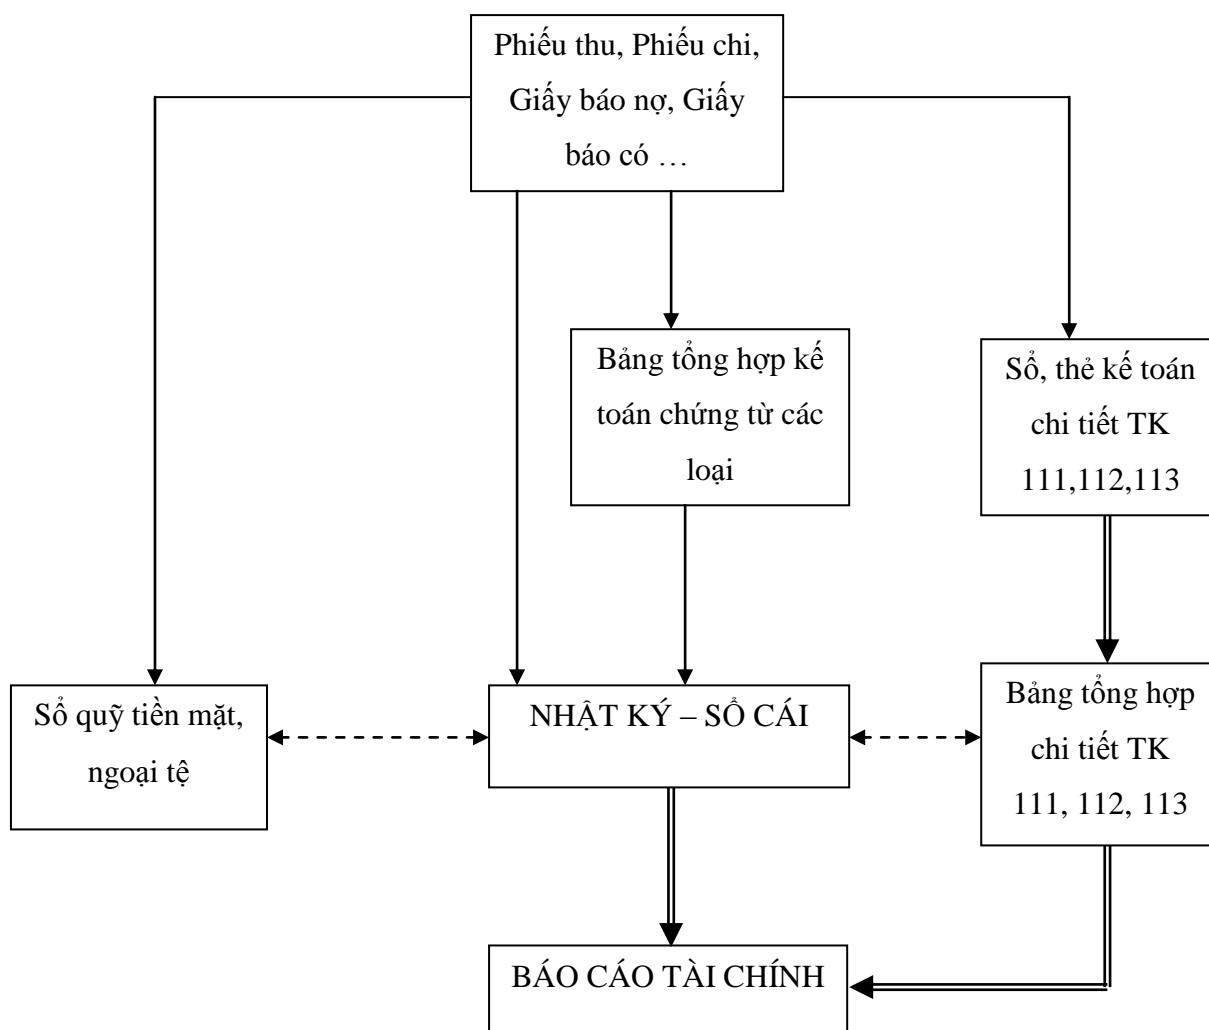 Phiếu thu, Phiếu chi,
Giấy báo nợ, Giấy
báo có …
Bảng tổng hợp kế
toán chứng từ các
loại
Sổ, thẻ kế toán
chi tiết TK
111,112,113
Sổ quỹ tiền mặt,
ngoại tệ
NHẬT KÝ – SỔ CÁI
Bảng tổng hợp
chi tiết TK
111, 112, 113
BÁO CÁO TÀI CHÍNH